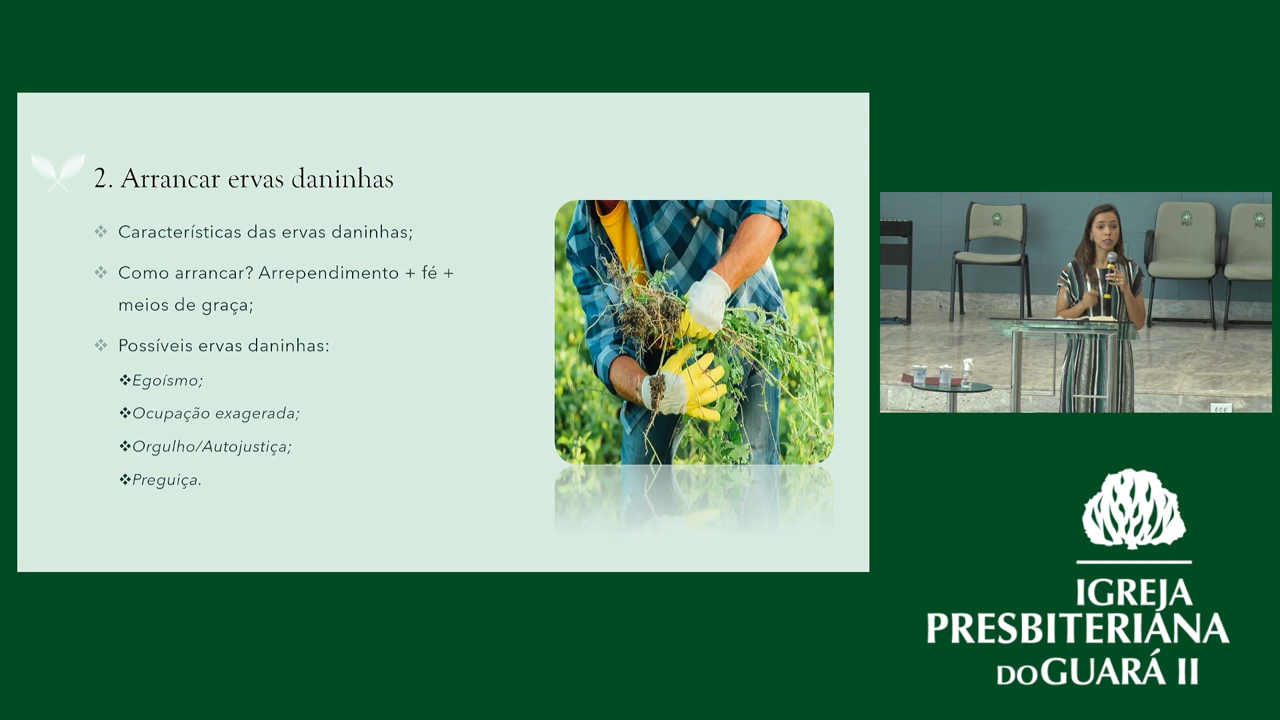 2. Arrancar ervas daninhas
Características das ervas daninhas;
Como arrancar? Arrependimento + fé +
meios de graça;
Possíveis ervas daninhas:
Egoísmo;
Ocupação exagerada;
Orgulho/Autojustiça;
Preguiça.
IGREJA
PRESBITERIANA
DO GUARÁ II